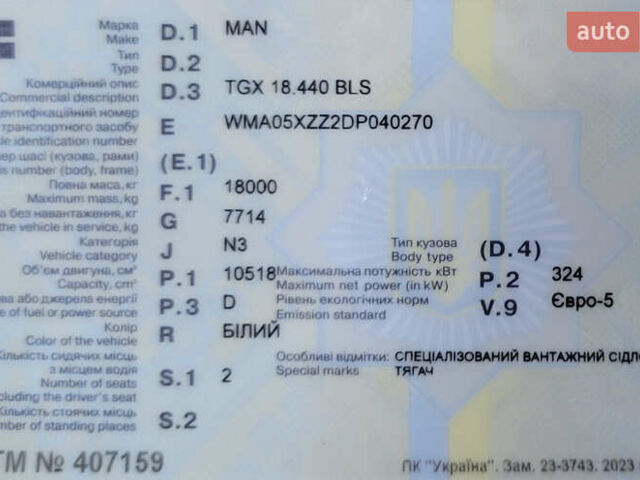 auto
Марка D.1 MAN
Make
Тип D.2
Type
Комерційний опис D.3 TGX 18.440 BLS
Commercial description
дентифікаційний номер
транспортного засобу E WMA05XZZ2DP040270
le identification number
ер шасі (кузова, рами) (E.1)
is number (body, frame)
Повна маса, кг F.1 18000
Maximum mass, kg
а без навантаження, кг G 7714
the vehicle in service, kg
Категорія J N3 Тип кузова (D.4)
Vehicle category Body type
Об'єм двигуна, см³ P.1 10518 Максимальна потужність кВт P.2 324
Capacity, cm³ Maximum net power (in kW)
ва або джерела енергії P.3 D Рівень екологічних норм V.9 Євро-5
e of fuel or power source Emission standard
Колір R БІЛИЙ
Color of the vehicle
Кількість сидячих місць Особливі відмітки: СПЕЦІАЛІЗОВАНИЙ ВАНТАЖНИЙ СІДЛО
з місцем водія S.1 2 Special marks ТЯГАЧ
Number of seats
cluding the driver's seat
Кількість стоячих місць S.2
mber of standing places
ТМ № 407159 ПК "Україна". Зам. 23-3743. 2023